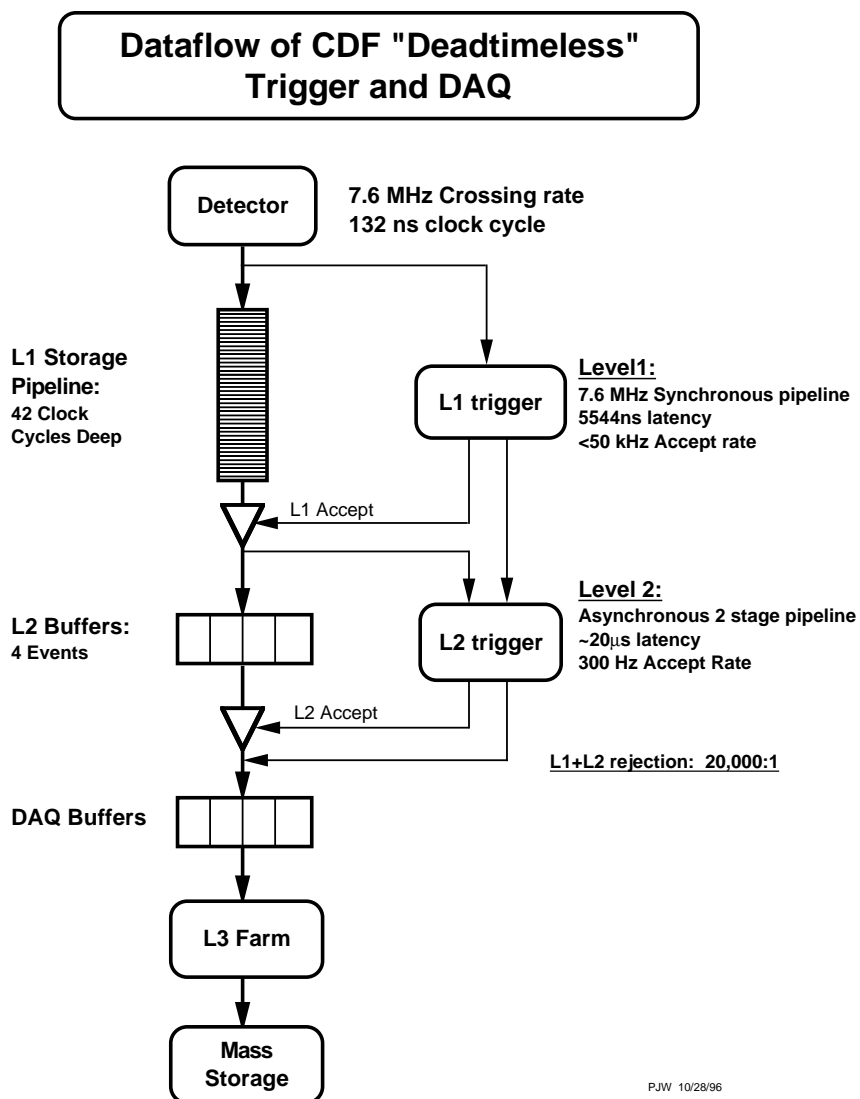 Dataflow of CDF "Deadtimeless"
Trigger and DAQ
Detector
7.6 MHz Crossing rate
132 ns clock cycle
L1 Storage
Pipeline:
42 Clock
Cycles Deep
L1 trigger
Level1:
7.6 MHz Synchronous pipeline
5544ns latency
<50 kHz Accept rate
L1 Accept
L2 Buffers:
4 Events
L2 trigger
Level 2:
Asynchronous 2 stage pipeline
~20μs latency
300 Hz Accept Rate
L2 Accept
L1+L2 rejection: 20,000:1
DAQ Buffers
L3 Farm
Mass
Storage
PJW 10/28/96